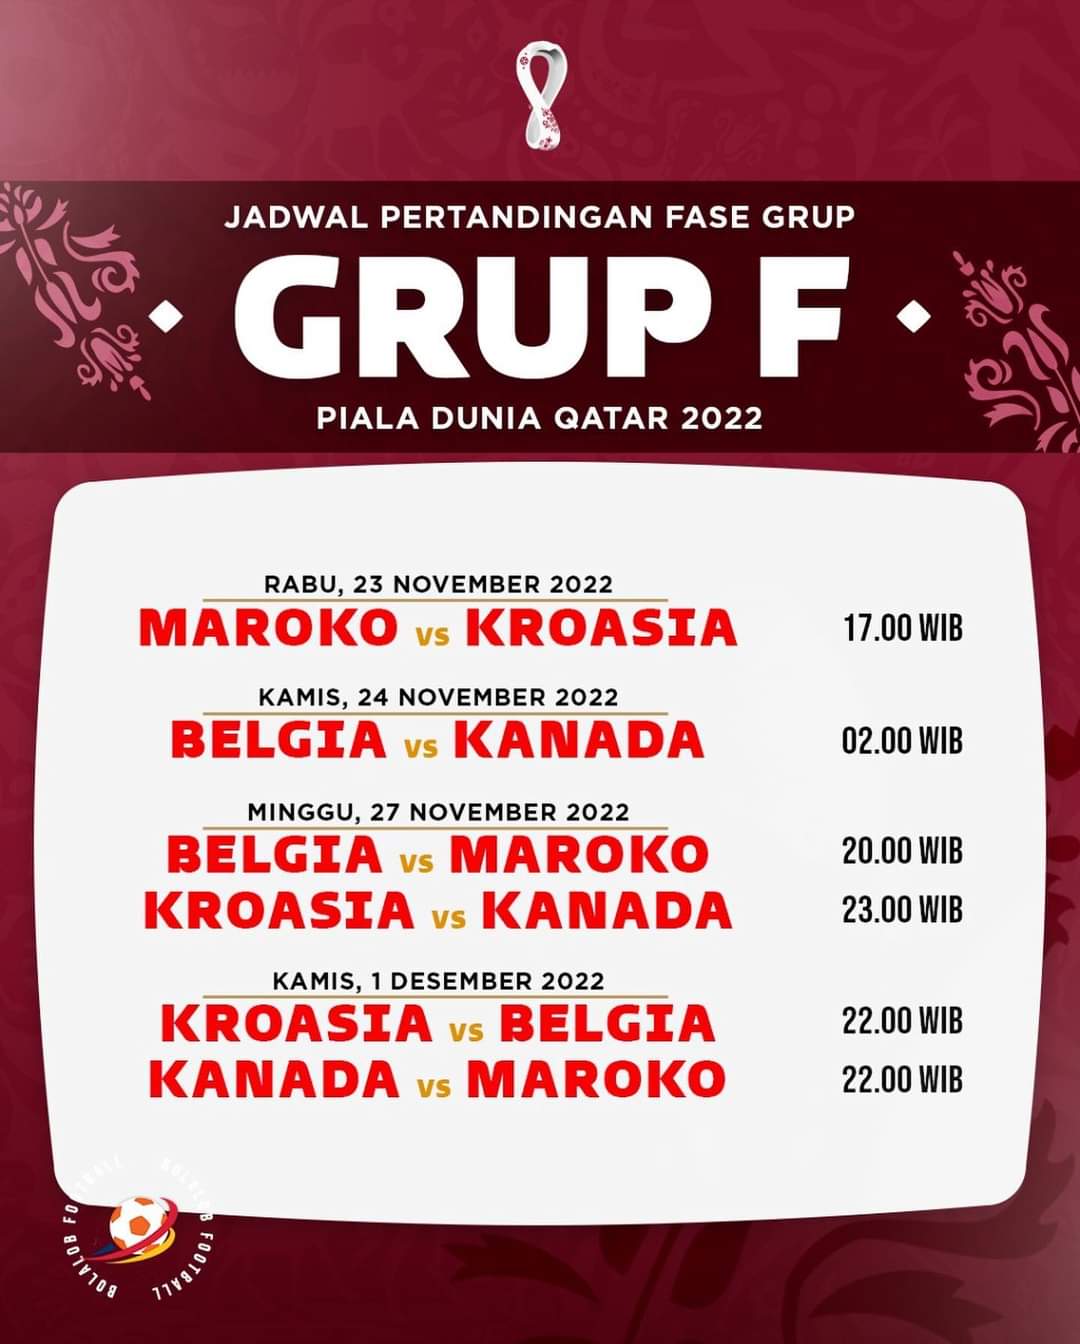 JADWAL PERTANDINGAN FASE GRUP
GRUP F
PIALA DUNIA QATAR 2022
RABU, 23 NOVEMBER 2022
MAROKO vs KROASIA 17.00 WIB
KAMIS, 24 NOVEMBER 2022
BELGIA vs KANADA 02.00 WIB
MINGGU, 27 NOVEMBER 2022
BELGIA vs MAROKO 20.00 WIB
KROASIA vs KANADA 23.00 WIB
KAMIS, 1 DESEMBER 2022
KROASIA vs BELGIA 22.00 WIB
KANADA vs MAROKO 22.00 WIB
BOLALOB FOOTBALL
BOLALOB FOOTBALL